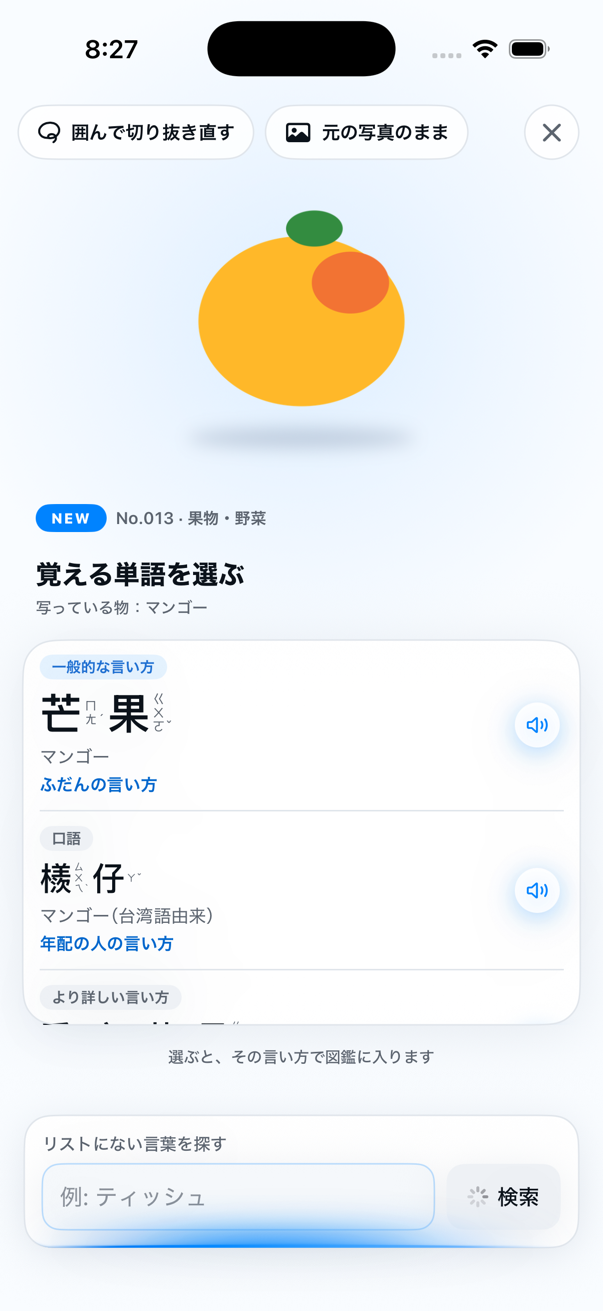 8:27
囲んで切り抜き直す
元の写真のまま
NEW No.013・果物・野菜
覚える単語を選ぶ
写っている物：マンゴー
一般的な言い方
芒ㄇㄤˊ果ㄍㄨㄛˇ
マンゴー
ふだんの言い方
口語
檨ㄙㄨㄟ仔ㄚˇ
マンゴー（台湾語由来）
年配の人の言い方
より詳しい言い方
選ぶと、その言い方で図鑑に入ります
リストにない言葉を探す
例: ティッシュ
検索